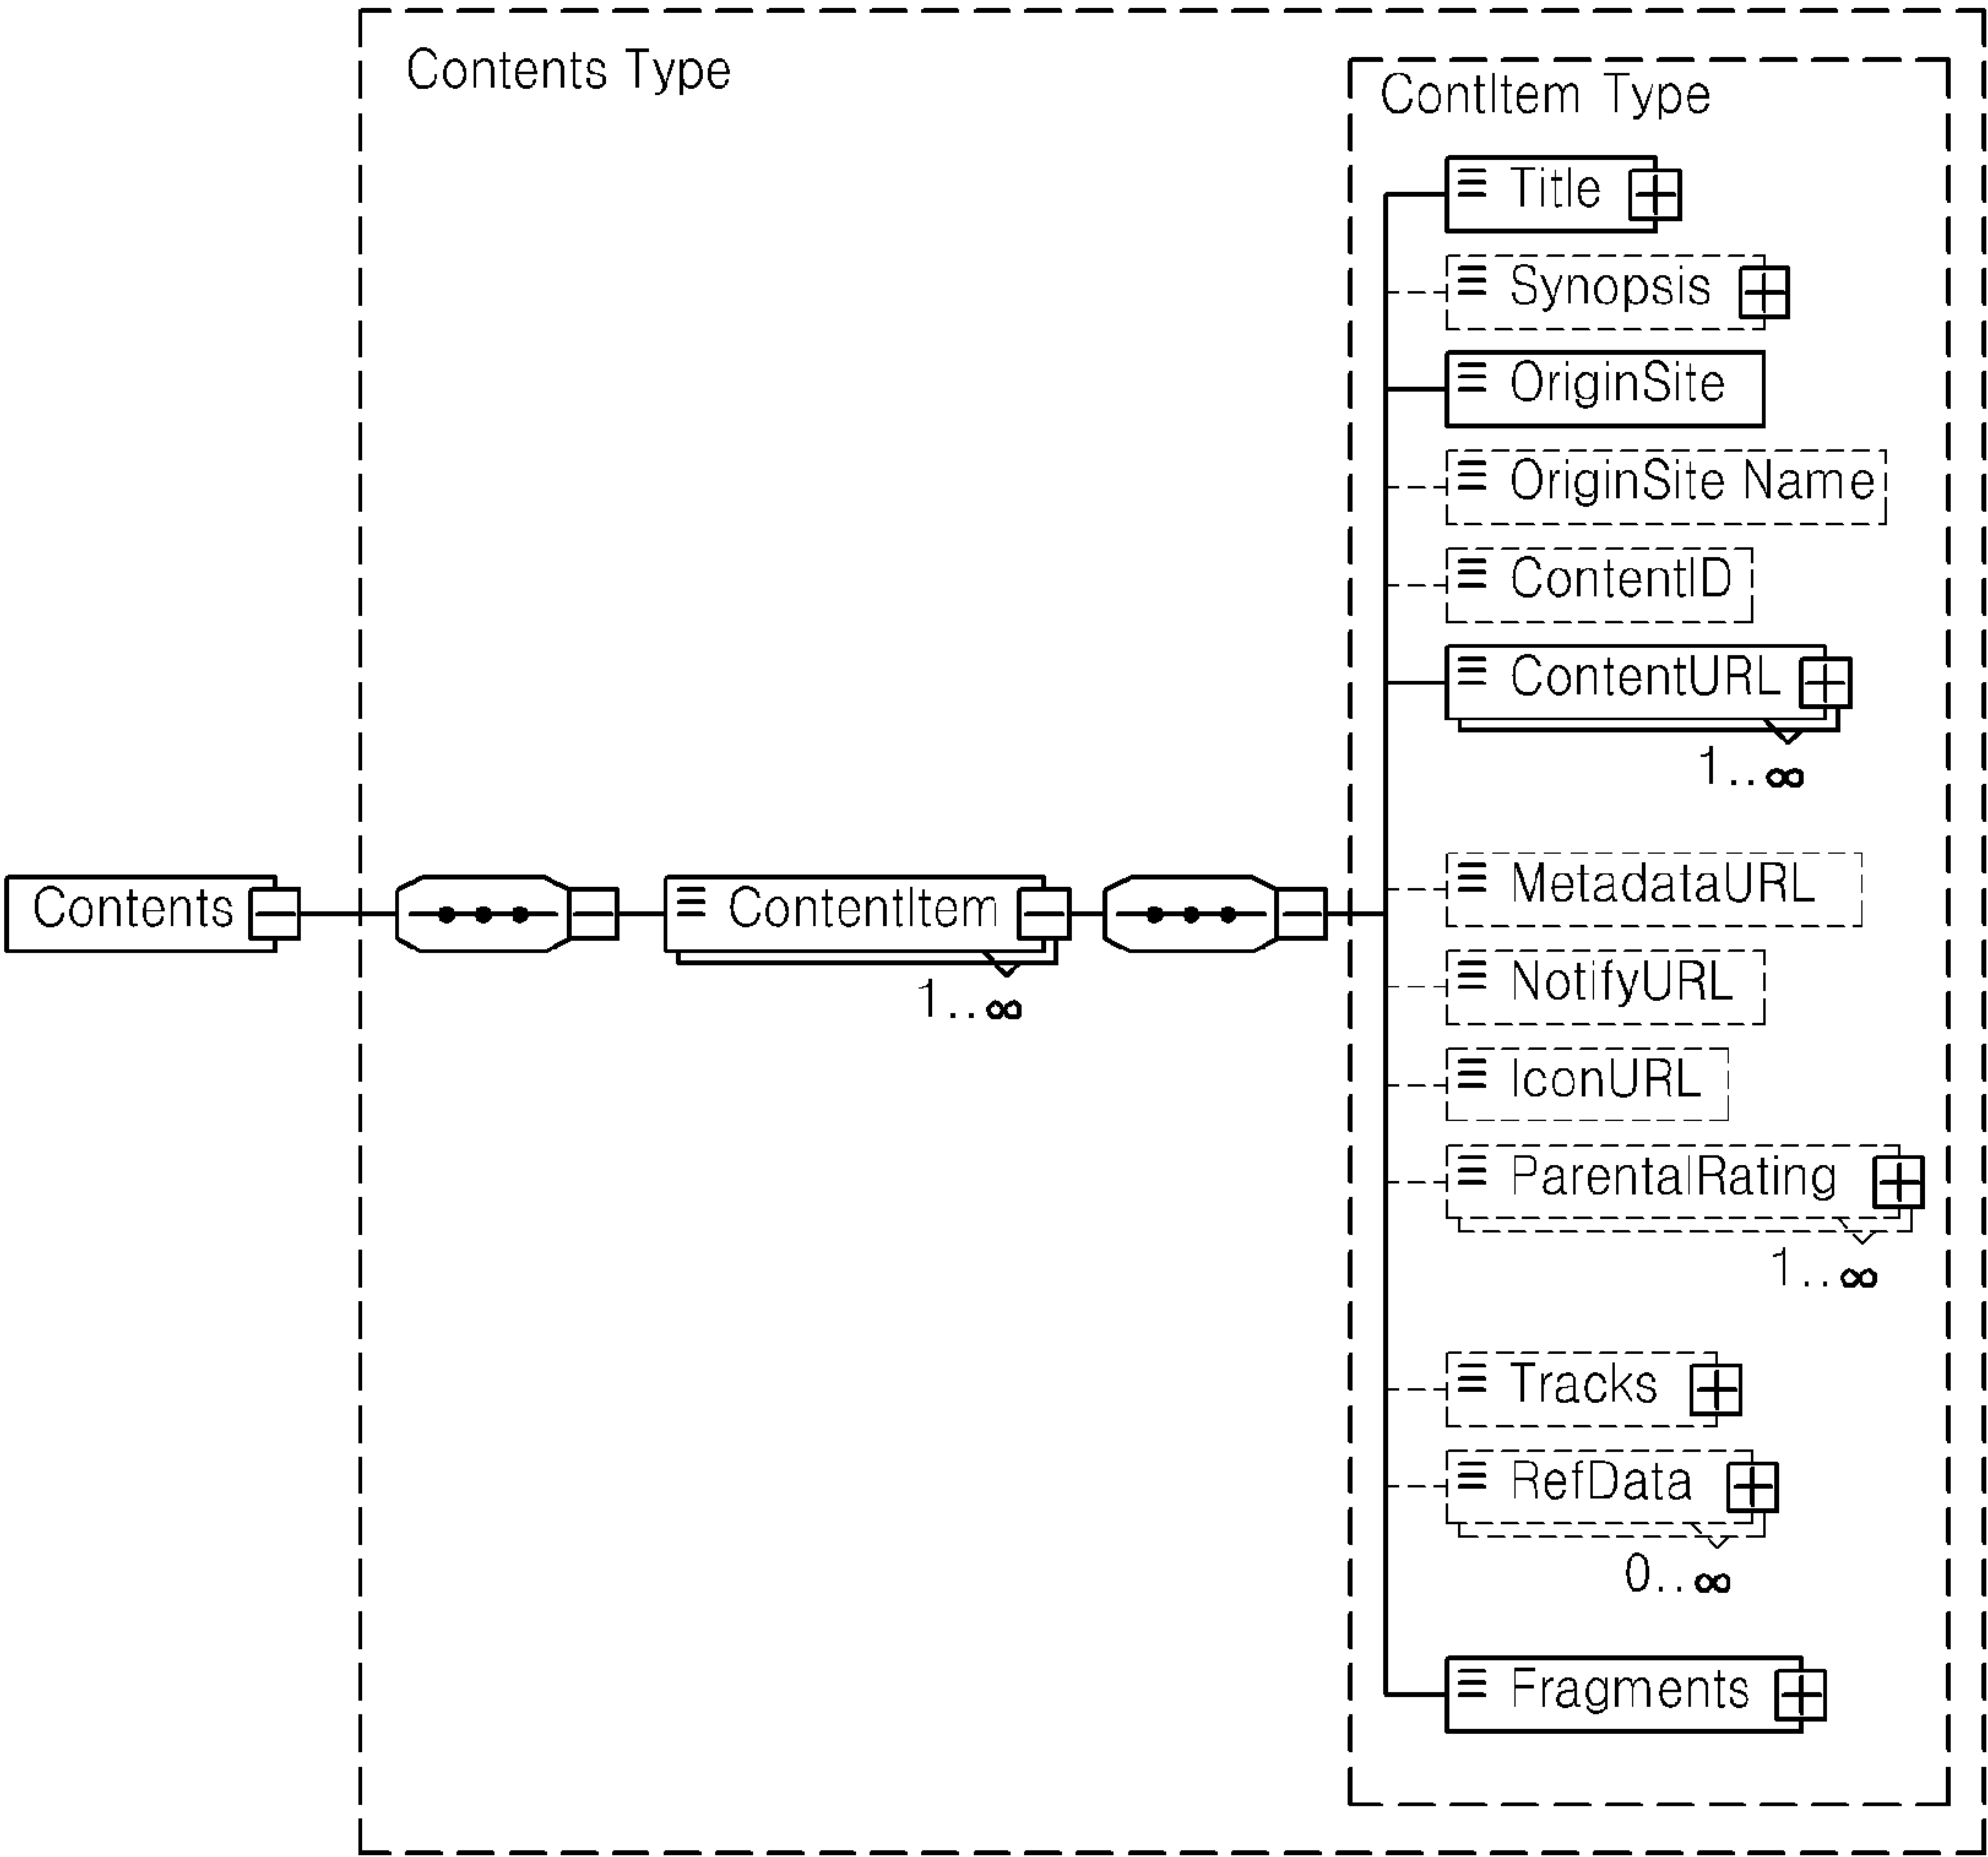 Contents Type
ContItem Type
Title
Synopsis
OriginSite
OriginSite Name
ContentID
ContentURL
1..∞
Contents
ContentItem
1..∞
MetadataURL
NotifyURL
IconURL
ParentalRating
1..∞
Tracks
RefData
0..∞
Fragments